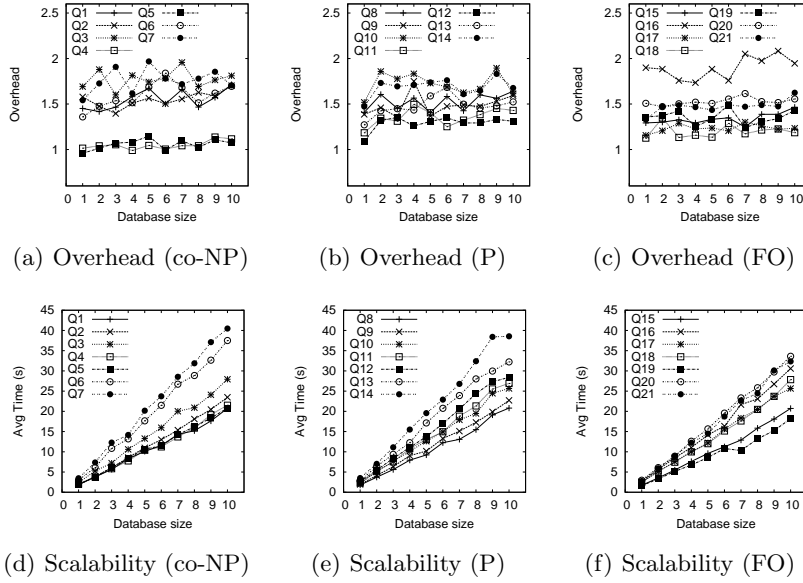 2.5
2
1.5
1
Overhead
Q1
Q2
Q3
Q4
Q5
Q6
Q7
0 1 2 3 4 5 6 7 8 9 10
Database size
(a) Overhead (co-NP)
2.5
2
1.5
1
Overhead
Q8
Q9
Q10
Q11
Q12
Q13
Q14
0 1 2 3 4 5 6 7 8 9 10
Database size
(b) Overhead (P)
2.5
2
1.5
1
Overhead
Q15
Q16
Q17
Q18
Q19
Q20
Q21
0 1 2 3 4 5 6 7 8 9 10
Database size
(c) Overhead (FO)
45
40
35
30
25
20
15
10
5
0
Avg Time (s)
Q1
Q2
Q3
Q4
Q5
Q6
Q7
0 1 2 3 4 5 6 7 8 9 10
Database size
(d) Scalability (co-NP)
45
40
35
30
25
20
15
10
5
0
Avg Time (s)
Q8
Q9
Q10
Q11
Q12
Q13
Q14
0 1 2 3 4 5 6 7 8 9 10
Database size
(e) Scalability (P)
45
40
35
30
25
20
15
10
5
0
Avg Time (s)
Q15
Q16
Q17
Q18
Q19
Q20
Q21
0 1 2 3 4 5 6 7 8 9 10
Database size
(f) Scalability (FO)